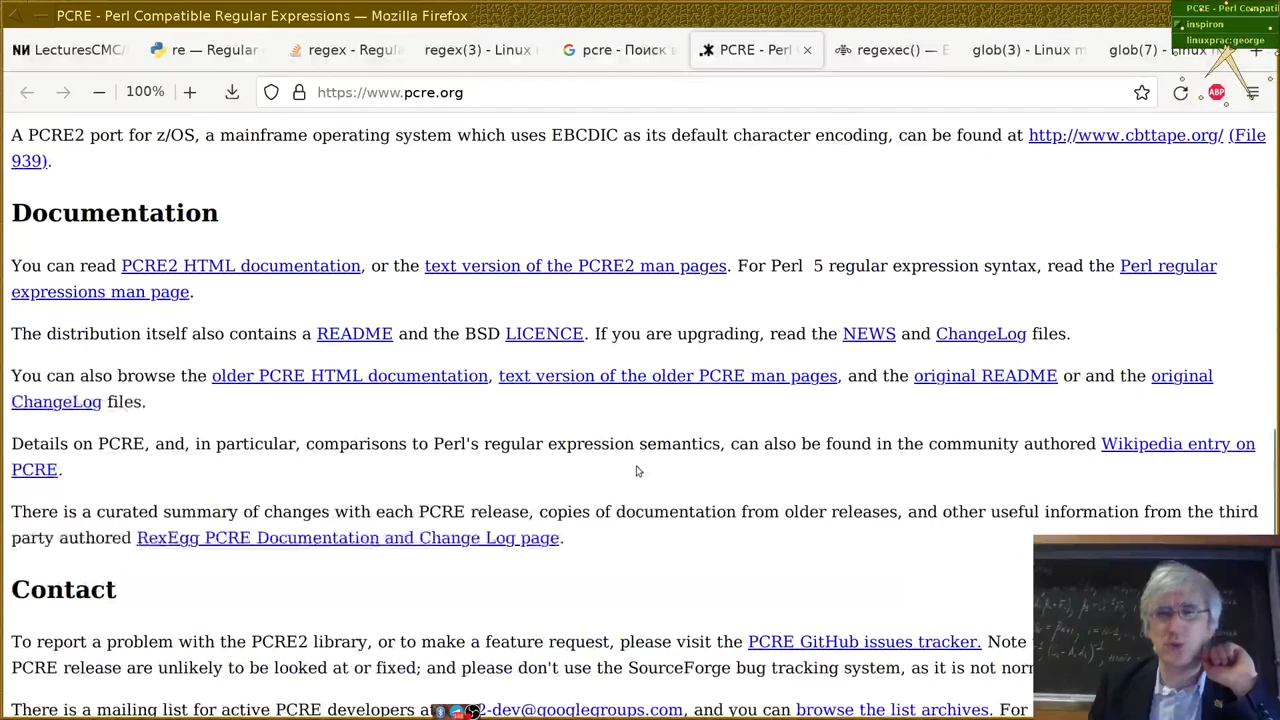 PCRE - Perl Compatible Regular Expressions — Mozilla Firefox
PCRE - Perl Compati
inspiron
linuxprac:george
LecturesCMC/
re — Regular
regex - Regula
regex(3) - Linux
pcre - Поиск
PCRE - Perl
regexec() — E
glob(3) - Linux m
glob(7) - Linux
100%
https://www.pcre.org
ABP
A PCRE2 port for z/OS, a mainframe operating system which uses EBCDIC as its default character encoding, can be found at http://www.cbttape.org/ (File
939).
Documentation
You can read PCRE2 HTML documentation, or the text version of the PCRE2 man pages. For Perl 5 regular expression syntax, read the Perl regular
expressions man page.
The distribution itself also contains a README and the BSD LICENCE. If you are upgrading, read the NEWS and ChangeLog files.
You can also browse the older PCRE HTML documentation, text version of the older PCRE man pages, and the original README or and the original
ChangeLog files.
Details on PCRE, and, in particular, comparisons to Perl's regular expression semantics, can also be found in the community authored Wikipedia entry on
PCRE.
There is a curated summary of changes with each PCRE release, copies of documentation from older releases, and other useful information from the third
party authored RexEgg PCRE Documentation and Change Log page.
Contact
To report a problem with the PCRE2 library, or to make a feature request, please visit the PCRE GitHub issues tracker. Note
PCRE release are unlikely to be looked at or fixed; and please don't use the SourceForge bug tracking system, as it is not norm
There is a mailing list for active PCRE developers at 2-dev@googlegroups.com, and you can browse the list archives. For